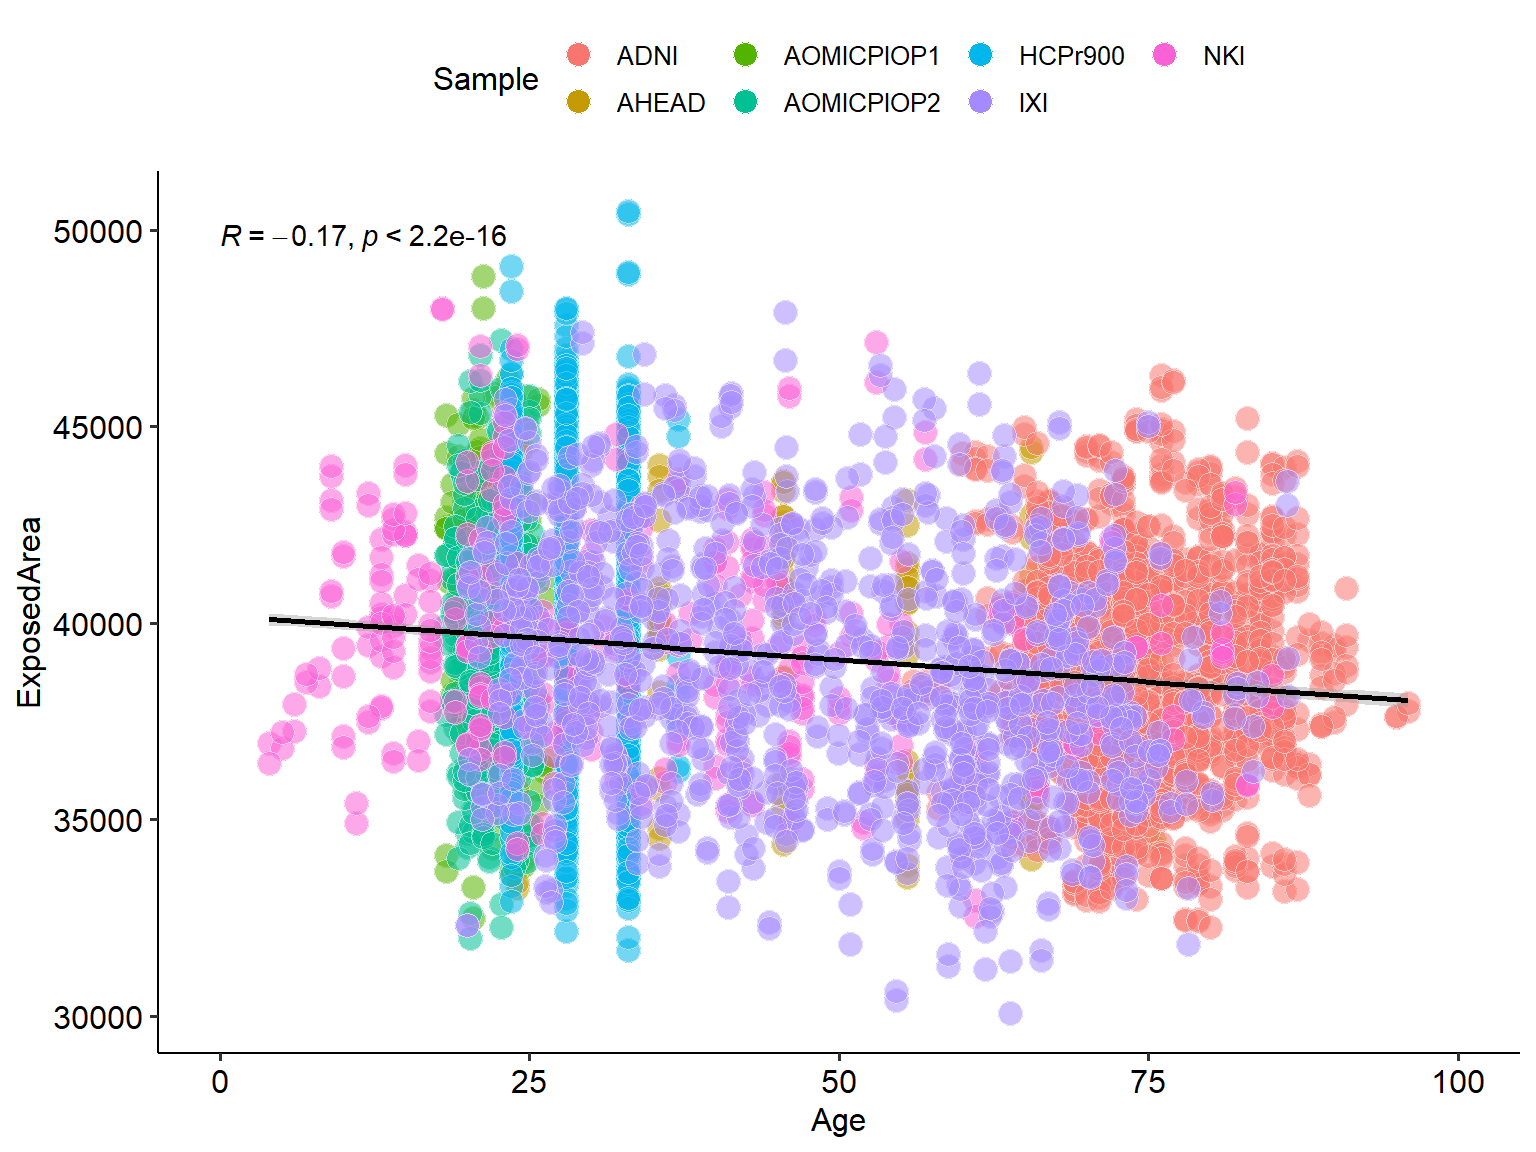 Sample
ADNI
AOMICPIOP1
HCPr900
NKI
AHEAD
AOMICPIOP2
IXI
R = −0.17, p < 2.2e-16
50000
45000
40000
35000
30000
ExposedArea
0
25
50
75
100
Age